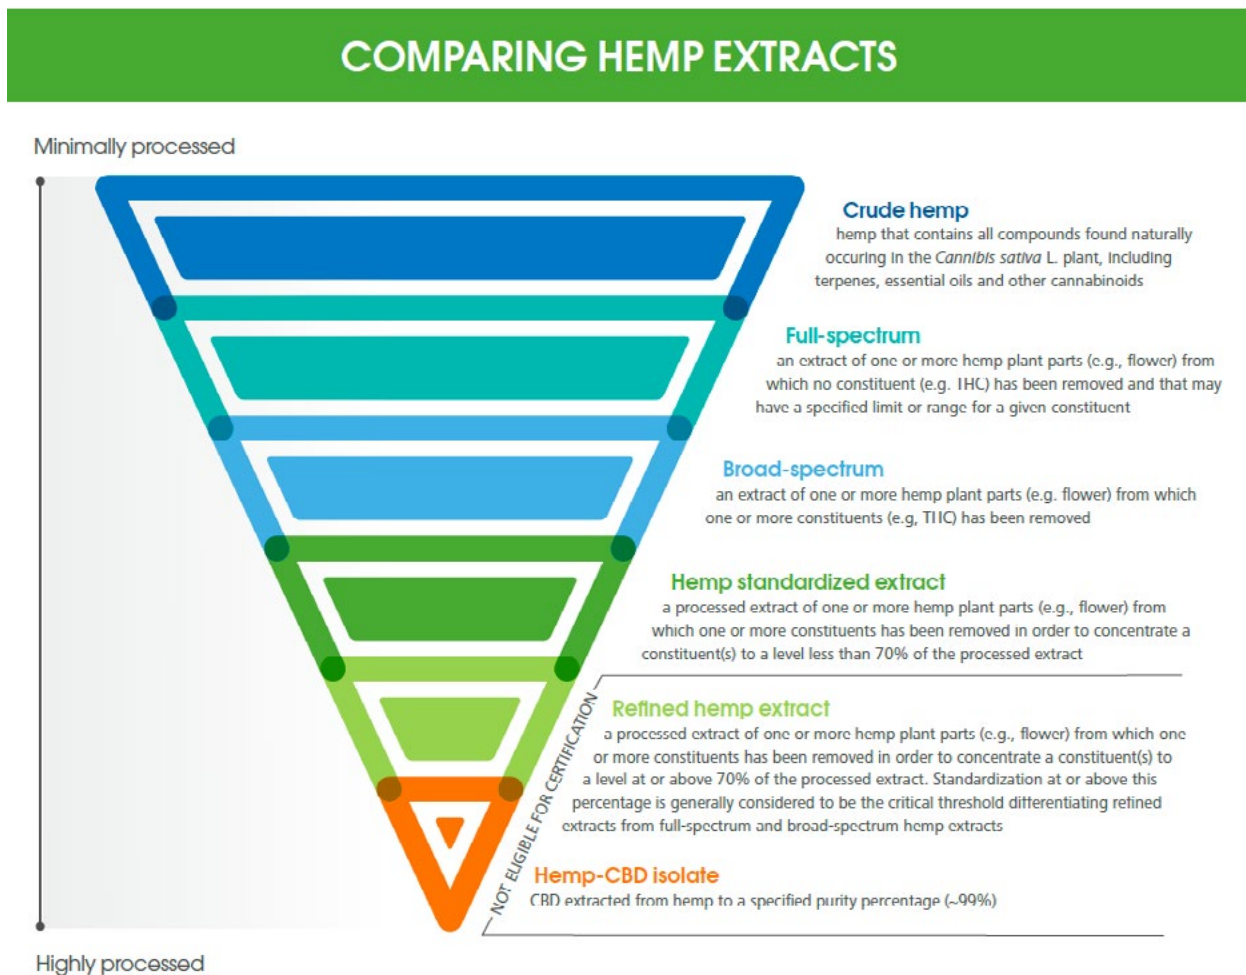 COMPARING HEMP EXTRACTS
Minimally processed
Crude hemp
hemp that contains all compounds found naturally
occuring in the Cannibis sativa L. plant, including
terpenes, essential oils and other cannabinoids
Full-spectrum
an extract of one or more hemp plant parts (e.g., flower) from
which no constituent (e.g. THC) has been removed and that may
have a specified limit or range for a given constituent
Broad-spectrum
an extract of one or more hemp plant parts (e.g. flower) from which
one or more constituents (e.g, THC) has been removed
Hemp standardized extract
a processed extract of one or more hemp plant parts (e.g., flower) from
which one or more constituents has been removed in order to concentrate a
constituent(s) to a level less than 70% of the processed extract
NOT ELIGIBLE FOR CERTIFICATION
Refined hemp extract
a processed extract of one or more hemp plant parts (e.g., flower) from which one
or more constituents has been removed in order to concentrate a constituent(s) to
a level at or above 70% of the processed extract. Standardization at or above this
percentage is generally considered to be the critical threshold differentiating refined
extracts from full-spectrum and broad-spectrum hemp extracts
Hemp-CBD isolate
CBD extracted from hemp to a specified purity percentage (~99%)
Highly processed